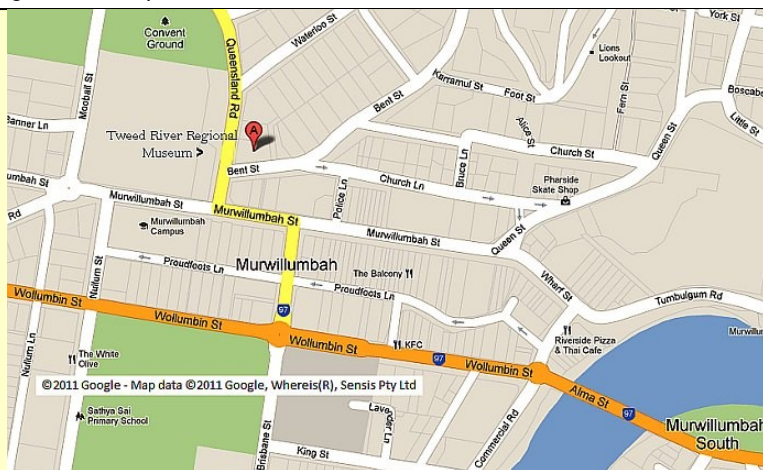 Convent
Ground
Queensland Rd
Waterloo St
York St
Lions
Lookout
Moobail St
Karramul St
Foot St
Fern St
Bent St
Little St
Banner Ln
Tweed River Regional
Museum >
A
Alice St
Church St
Queen St
Bent St
Church Ln
Bruce Ln
Pharside
Skate Shop
Police Ln
Murwillumbah St
Murwillumbah St
Murwillumbah St
Queen St
Rd
Murwillumbah
Campus
Nullum St
Proudfoots Ln
Murwillumbah
The Balcony
Proudfoots Ln
Wharf St
Tumbulgum Rd
Wollumbin St
97
Wollumbin St
KFC
97
Wollumbin St
Riverside Pizza
& Thai Cafe
Nullum Ln
The White
Olive
©2011 Google - Map data ©2011 Google, Whereis(R), Sensis Pty Ltd
Alma St
97
Sathya Sai
Primary School
Lavender Ln
Commercial Rd
Murwillumbah
South
Brisbane St
King St